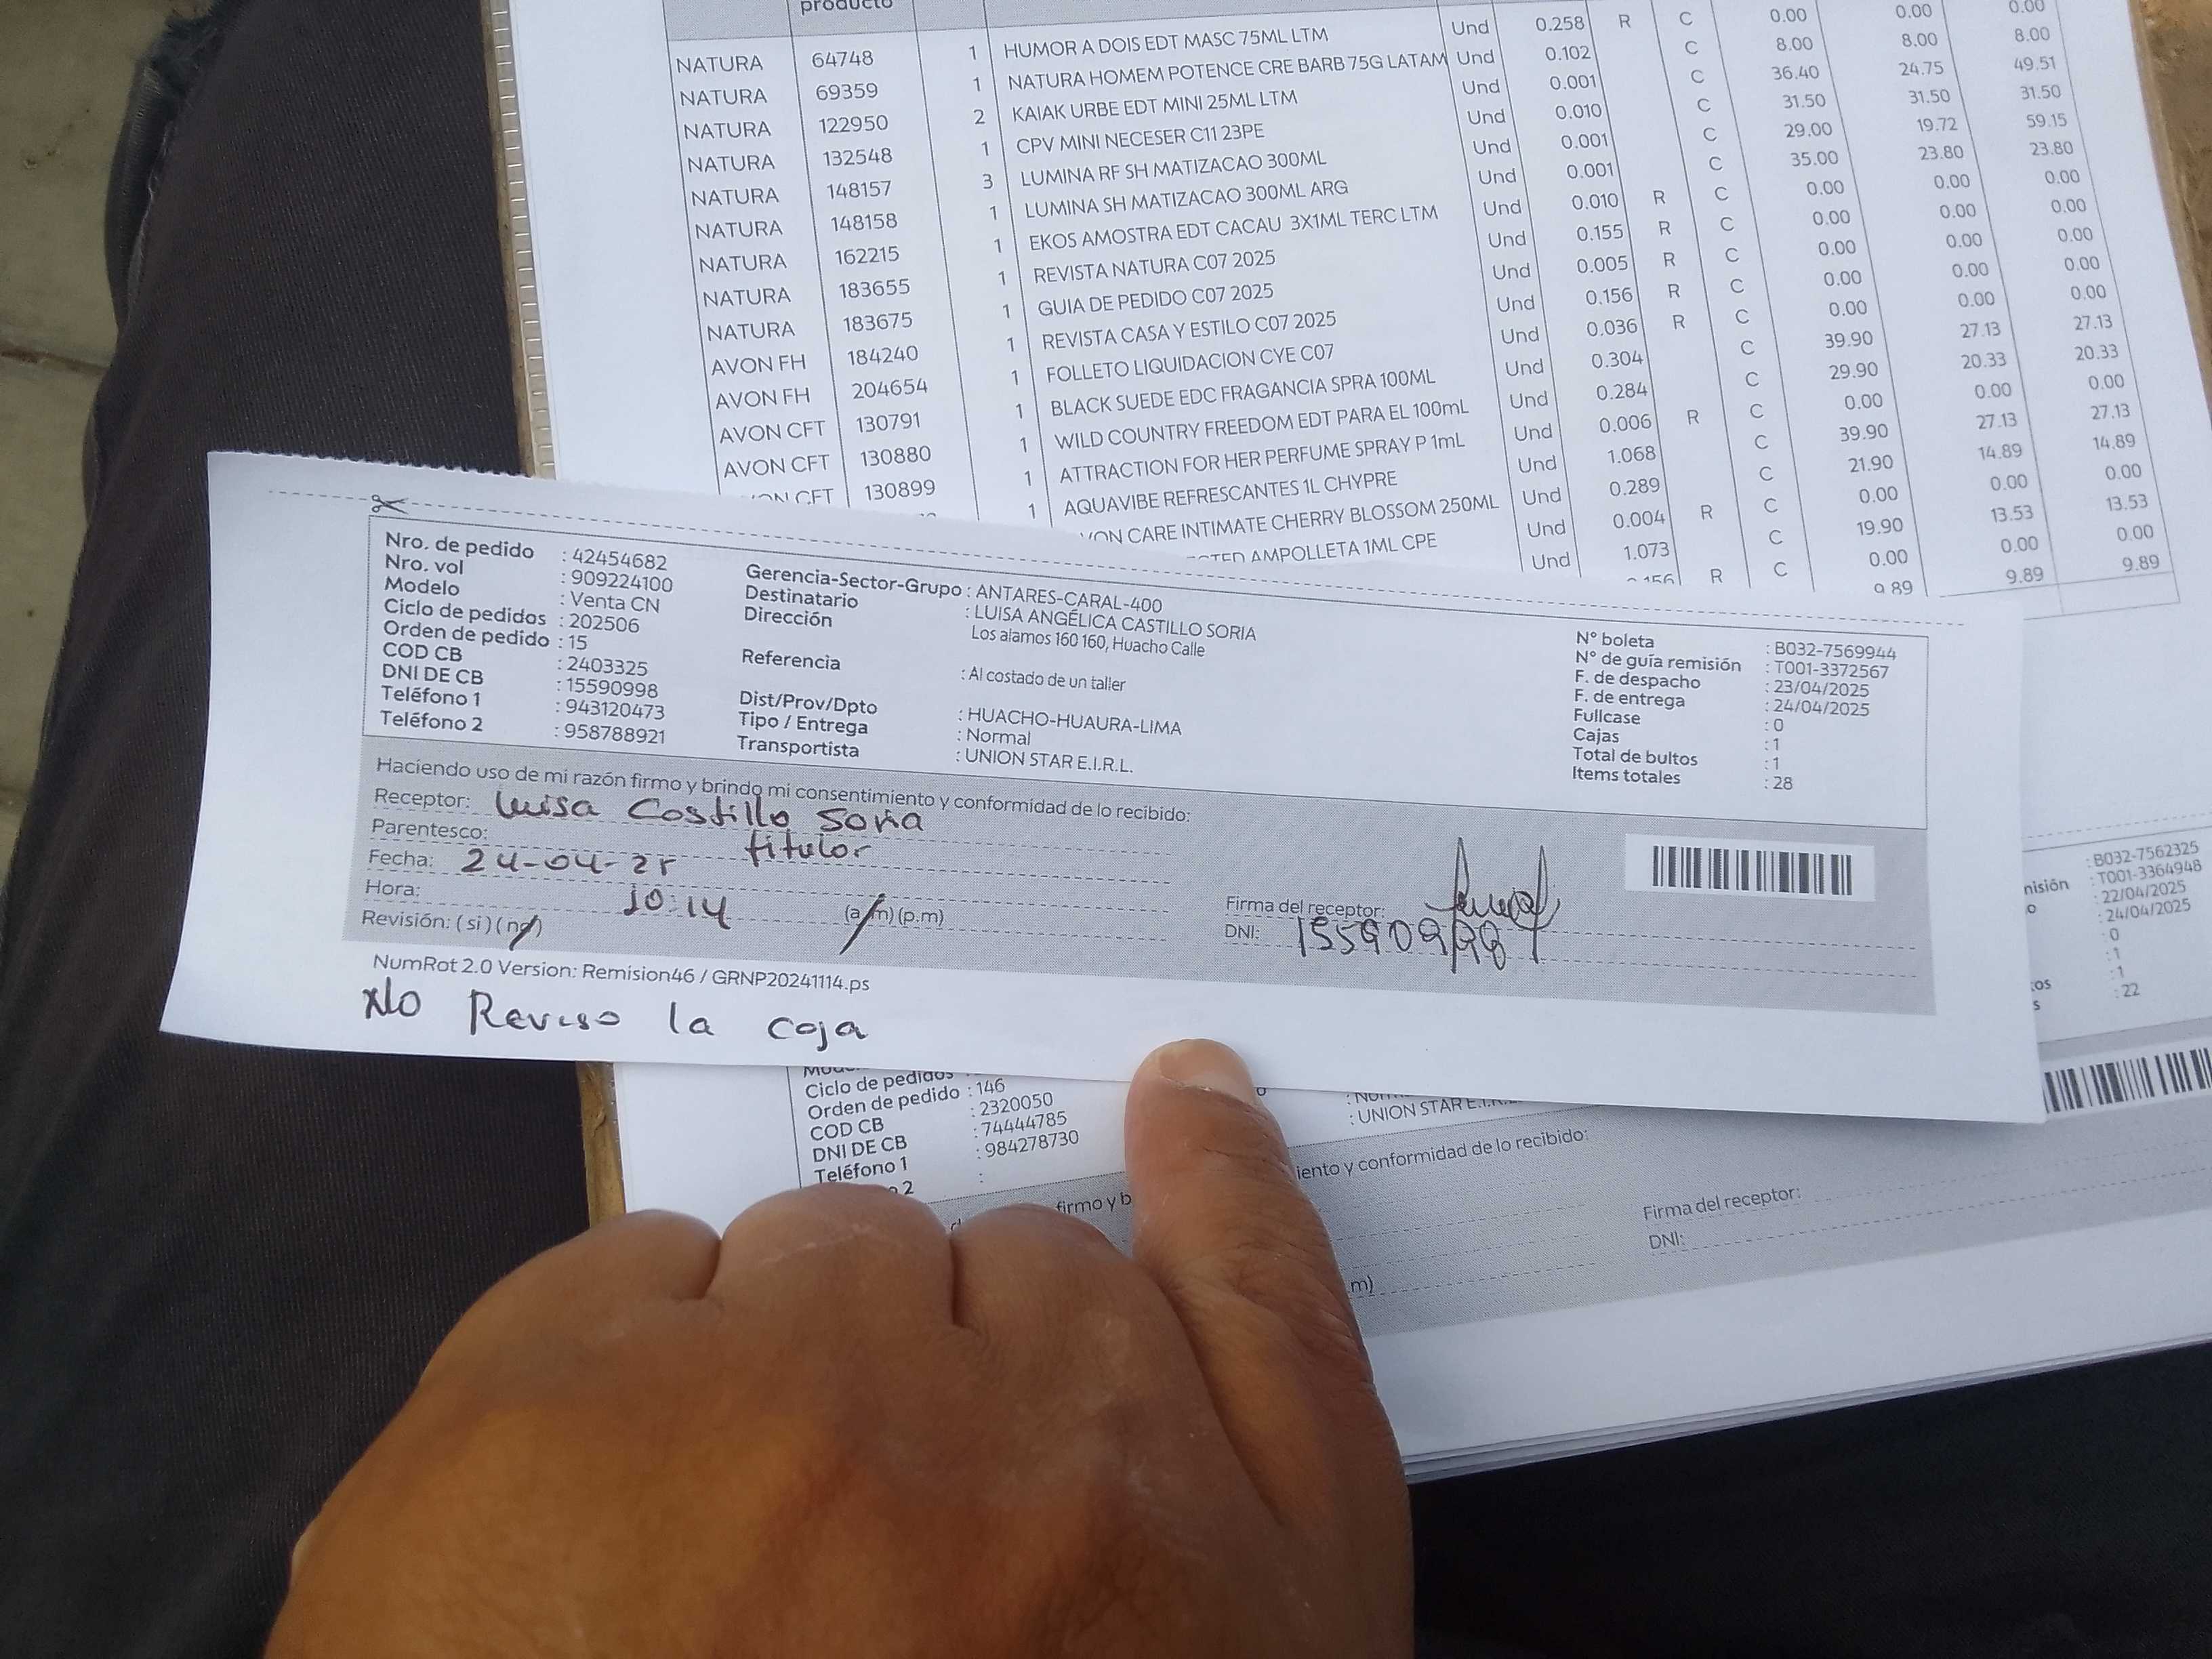 producto
NATURA 64748 1 HUMOR A DOIS EDT MASC 75ML LTM Und 0.258 R C 0.00 0.00 0.00
NATURA 69359 1 NATURA HOMEM POTENCE CRE BARB 75G LATAM Und 0.102 C 8.00 8.00 8.00
NATURA 122950 2 KAIAK URBE EDT MINI 25ML LTM Und 0.001 C 36.40 24.75 49.51
NATURA 132548 1 CPV MINI NECESER C11 23PE Und 0.010 C 31.50 31.50 31.50
NATURA 148157 3 LUMINA RF SH MATIZACAO 300ML Und 0.001 C 29.00 19.72 59.15
NATURA 148158 1 LUMINA SH MATIZACAO 300ML ARG Und 0.001 C 35.00 23.80 23.80
NATURA 162215 1 EKOS AMOSTRA EDT CACAU 3X1ML TERC LTM Und 0.010 R C 0.00 0.00 0.00
NATURA 183655 1 REVISTA NATURA C07 2025 Und 0.155 R C 0.00 0.00 0.00
NATURA 183675 1 GUIA DE PEDIDO C07 2025 Und 0.005 R C 0.00 0.00 0.00
AVON FH 184240 1 REVISTA CASA Y ESTILO C07 2025 Und 0.156 R C 0.00 0.00 0.00
AVON FH 204654 1 FOLLETO LIQUIDACION CYE C07 Und 0.036 R C 0.00 0.00 0.00
AVON CFT 130791 1 BLACK SUEDE EDC FRAGANCIA SPRA 100ML Und 0.304 C 39.90 27.13 27.13
AVON CFT 130880 1 WILD COUNTRY FREEDOM EDT PARA EL 100mL Und 0.284 C 29.90 20.33 20.33
CFT 130899 1 ATTRACTION FOR HER PERFUME SPRAY P 1mL Und 0.006 R C 0.00 0.00 0.00
1 AQUAVIBE REFRESCANTES 1L CHYPRE Und 1.068 C 39.90 27.13 27.13
CARE INTIMATE CHERRY BLOSSOM 250ML Und 0.289 C 21.90 14.89 14.89
AMPOLLETA 1ML CPE Und 0.004 R C 0.00 0.00 0.00
Und 1.073 C 19.90 13.53 13.53
R C 0.00 0.00 0.00
9.89 9.89 9.89
Nro. de pedido : 42454682
Nro. vol : 909224100
Modelo : Venta CN
Ciclo de pedidos : 202506
Orden de pedido : 15
COD CB : 2403325
DNI DE CB : 15590998
Teléfono 1 : 943120473
Teléfono 2 : 958788921
Gerencia-Sector-Grupo : ANTARES-CARAL-400
Destinatario : LUISA ANGÉLICA CASTILLO SORIA
Dirección Los alamos 160 160, Huacho Calle
Referencia : Al costado de un taller
Dist/Prov/Dpto : HUACHO-HUAURA-LIMA
Tipo / Entrega : Normal
Transportista : UNION STAR E.I.R.L.
N° boleta : B032-7569944
N° de guía remisión : T001-3372567
F. de despacho : 23/04/2025
F. de entrega : 24/04/2025
Fullcase : 0
Cajas : 1
Total de bultos : 1
Items totales : 28
Haciendo uso de mi razón firmo y brindo mi consentimiento y conformidad de lo recibido:
Receptor: Luisa Castillo Soria
Parentesco: titular
Fecha: 24-04-25
Hora: 10:14 (a.m) (p.m)
Revisión: (si) (no)
Firma del receptor:
DNI: 15590998
NumRot 2.0 Version: Remision46 / GRNP20241114.ps
No Reviso la caja
: B032-7562325
misión : T001-3364948
: 22/04/2025
: 24/04/2025
: 0
: 1
: 1
: 22
Ciclo de pedidos
Orden de pedido : 146
COD CB : 2320050
DNI DE CB : 74444785
Teléfono 1 : 984278730
2 :
: UNION STAR E.I.R.
firmo y b
iento y conformidad de lo recibido:
Firma del receptor:
DNI:
m)